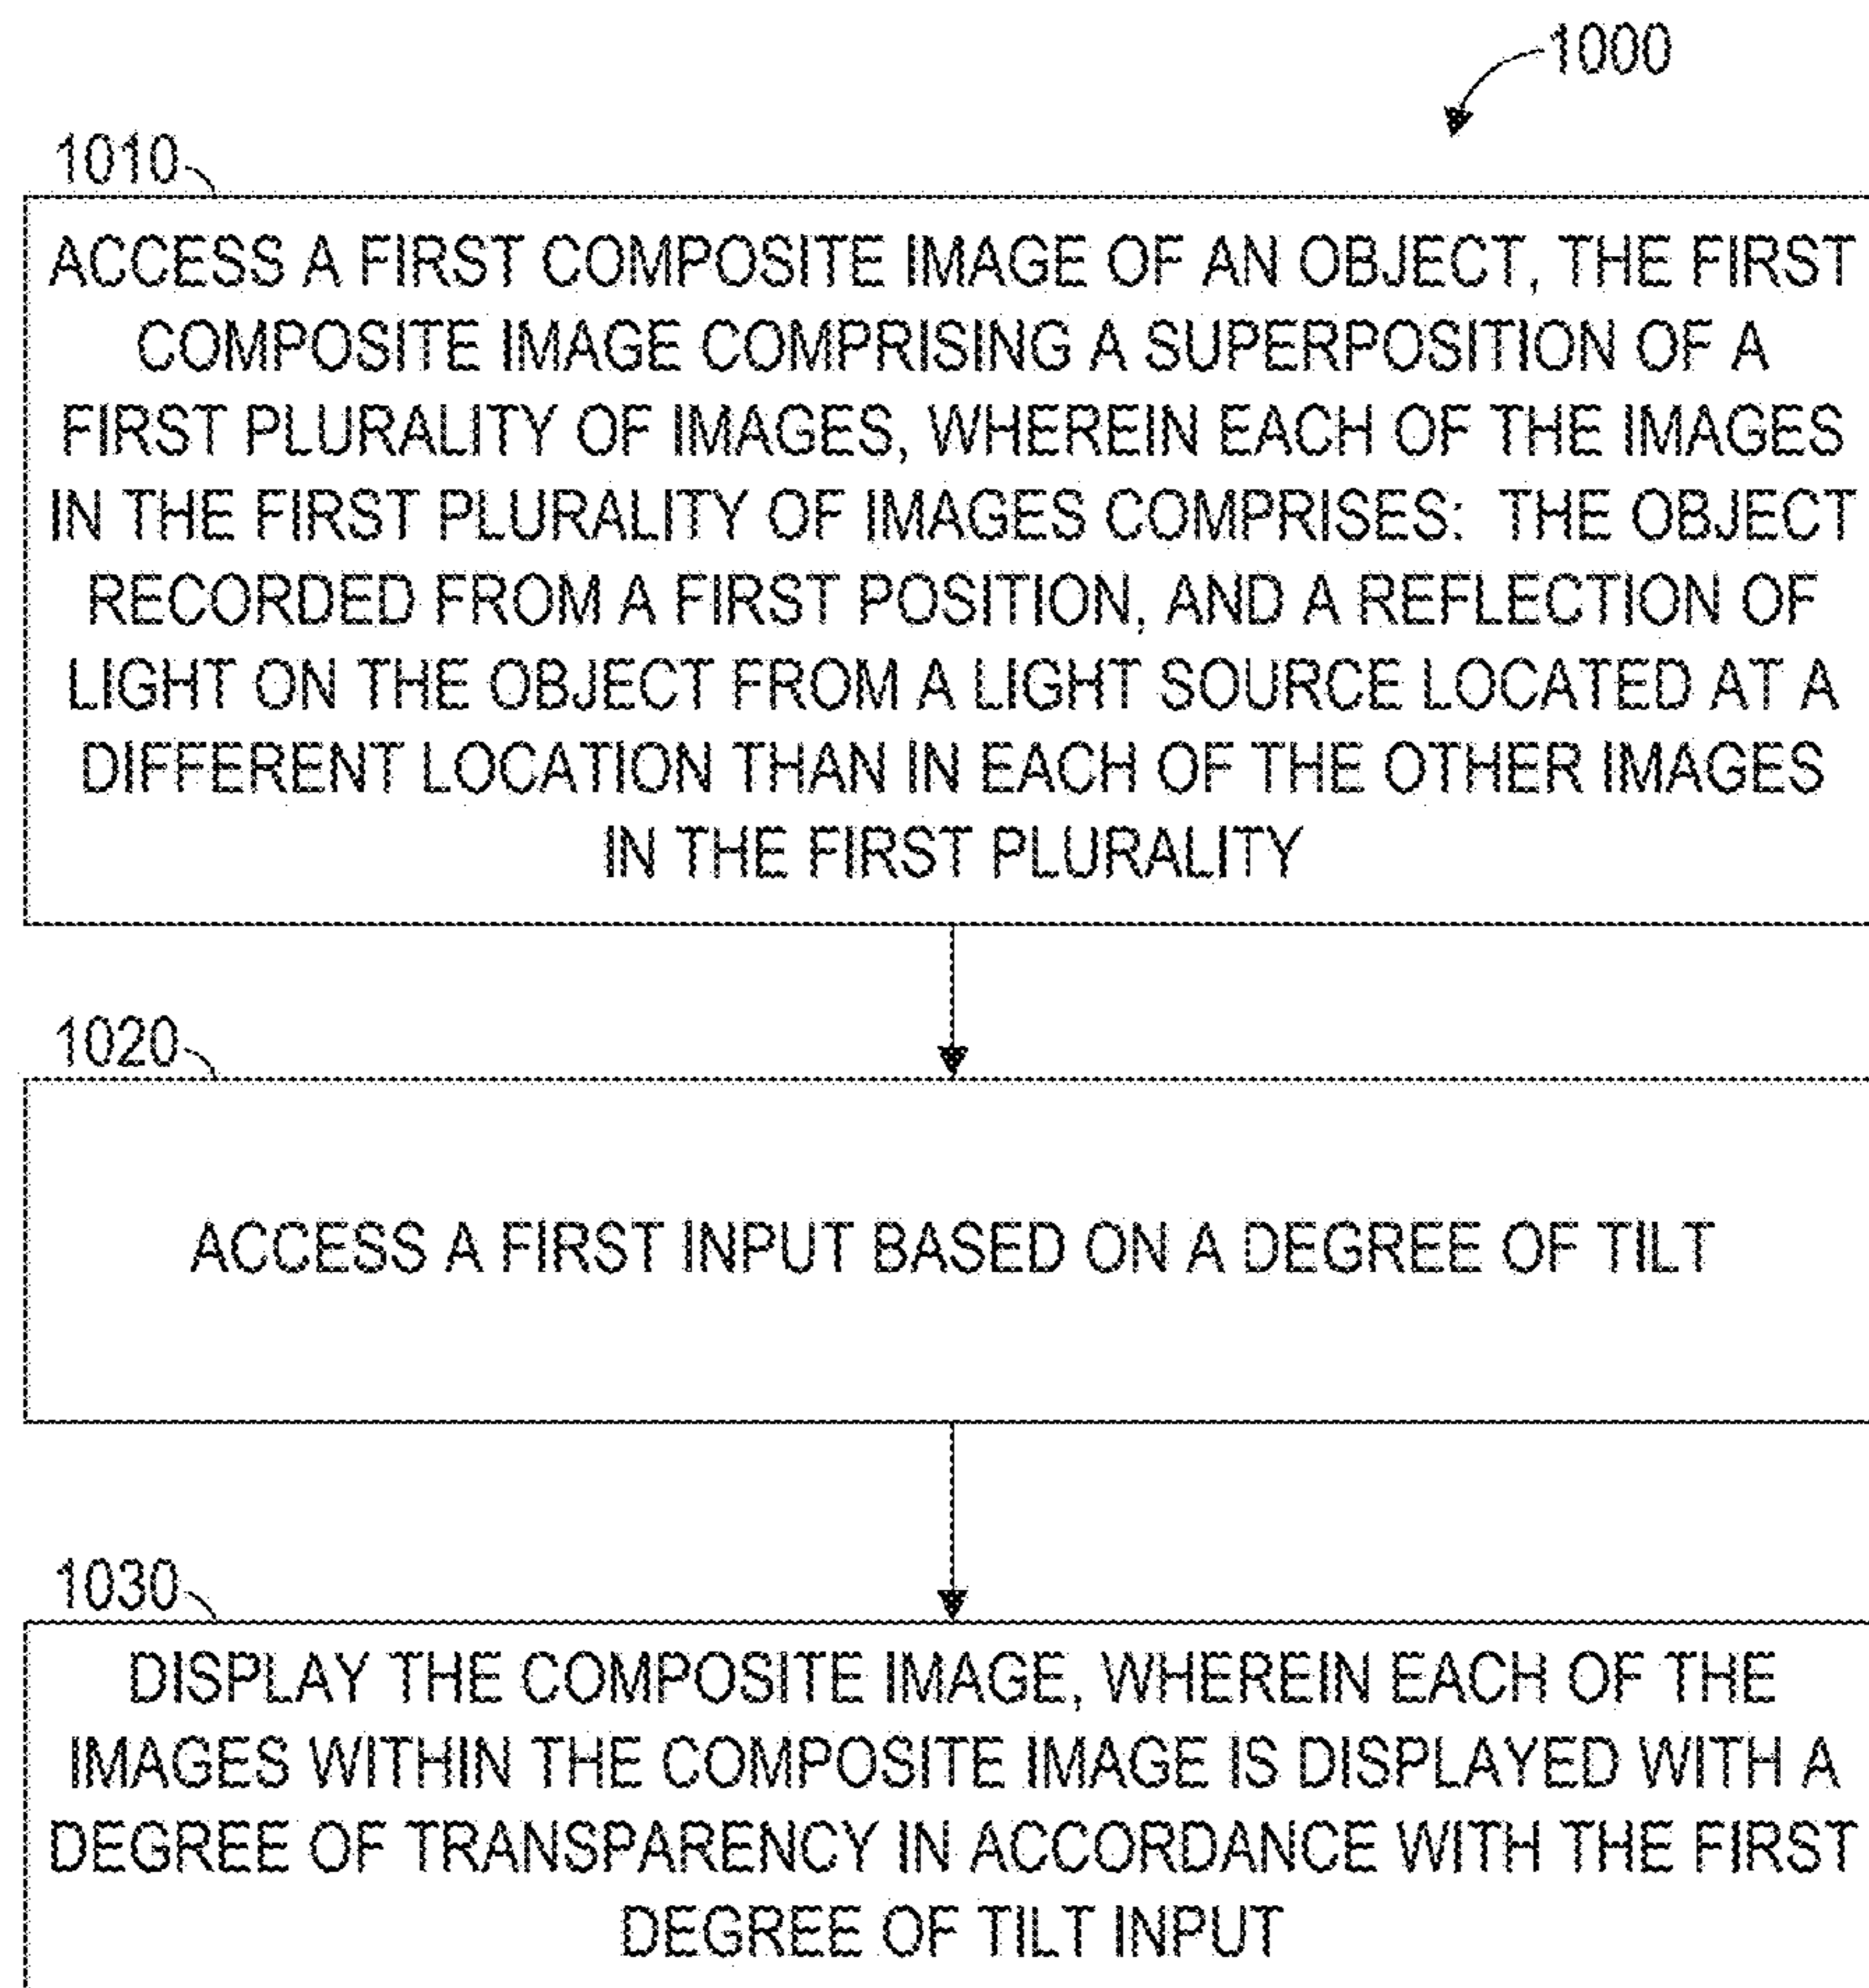 1000
1010
ACCESS A FIRST COMPOSITE IMAGE OF AN OBJECT, THE FIRST
COMPOSITE IMAGE COMPRISING A SUPERPOSITION OF A
FIRST PLURALITY OF IMAGES, WHEREIN EACH OF THE IMAGES
IN THE FIRST PLURALITY OF IMAGES COMPRISES: THE OBJECT
RECORDED FROM A FIRST POSITION, AND A REFLECTION OF
LIGHT ON THE OBJECT FROM A LIGHT SOURCE LOCATED AT A
DIFFERENT LOCATION THAN IN EACH OF THE OTHER IMAGES
IN THE FIRST PLURALITY
1020
ACCESS A FIRST INPUT BASED ON A DEGREE OF TILT
1030
DISPLAY THE COMPOSITE IMAGE, WHEREIN EACH OF THE
IMAGES WITHIN THE COMPOSITE IMAGE IS DISPLAYED WITH A
DEGREE OF TRANSPARENCY IN ACCORDANCE WITH THE FIRST
DEGREE OF TILT INPUT